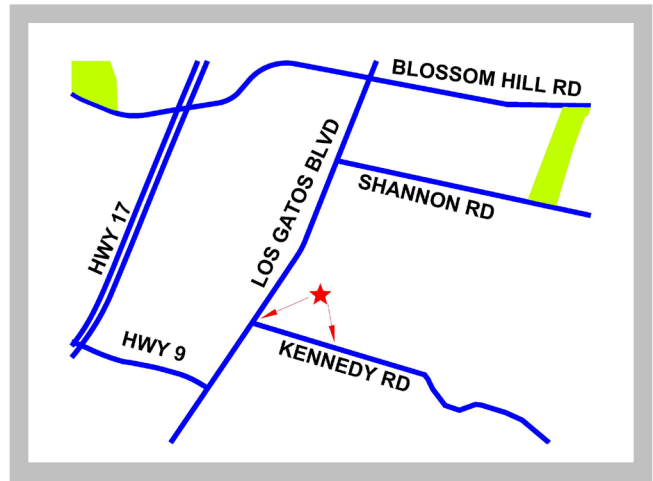 BLOSSOM HILL RD
LOS GATOS BLVD
SHANNON RD
HWY 17
HWY 9
KENNEDY RD